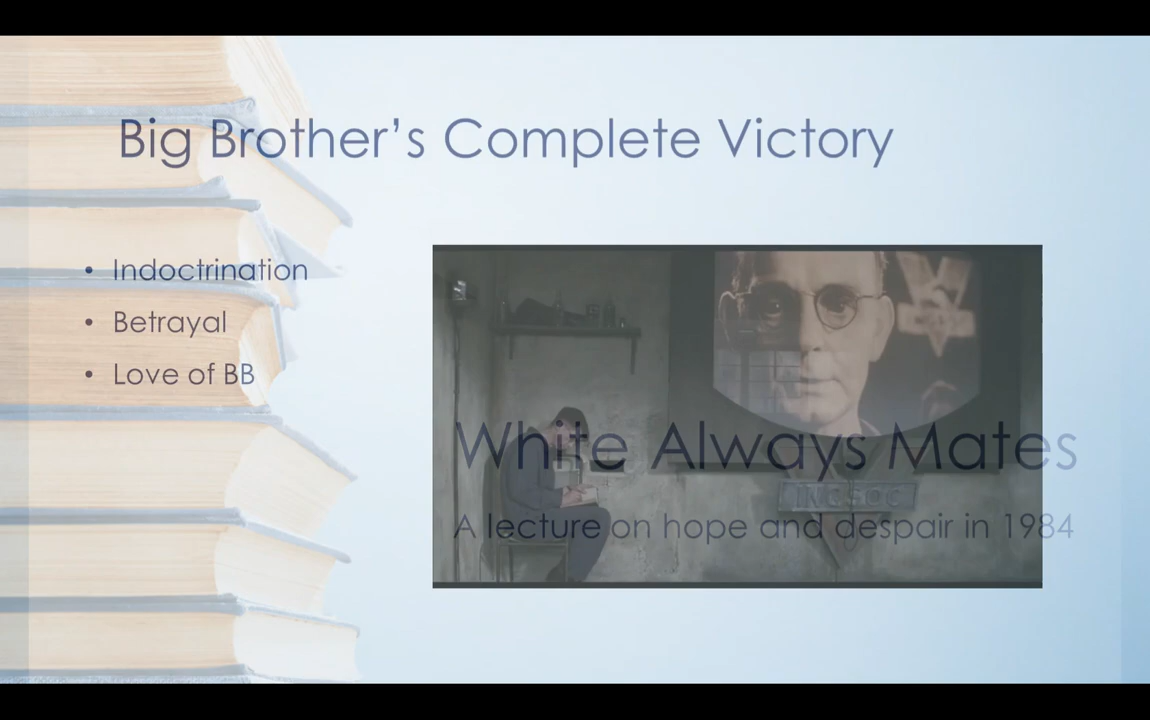 Big Brother's Complete Victory
• Indoctrination
• Betrayal
• Love of BB
White Always Mates
INGSOC
A lecture on hope and despair in 1984